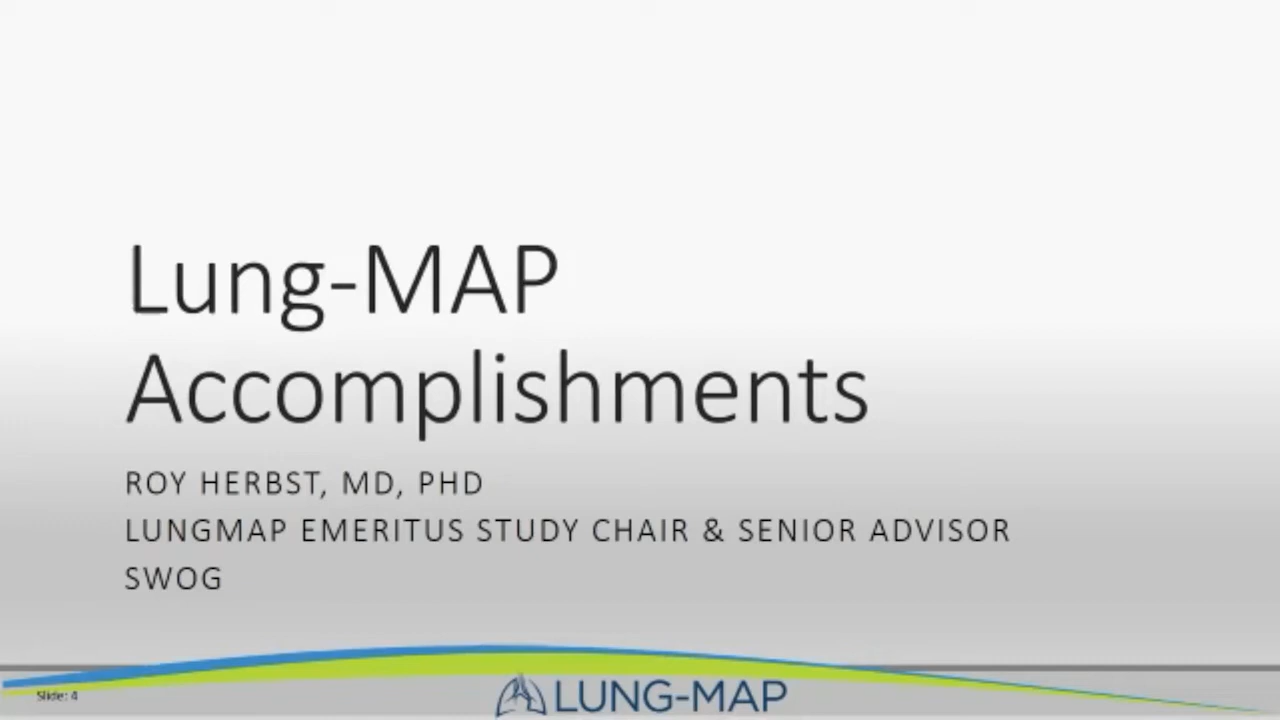 Lung-MAP
Accomplishments
ROY HERBST, MD, PHD
LUNGMAP EMERITUS STUDY CHAIR & SENIOR ADVISOR
SWOG
Slide: 4
LUNG-MAP